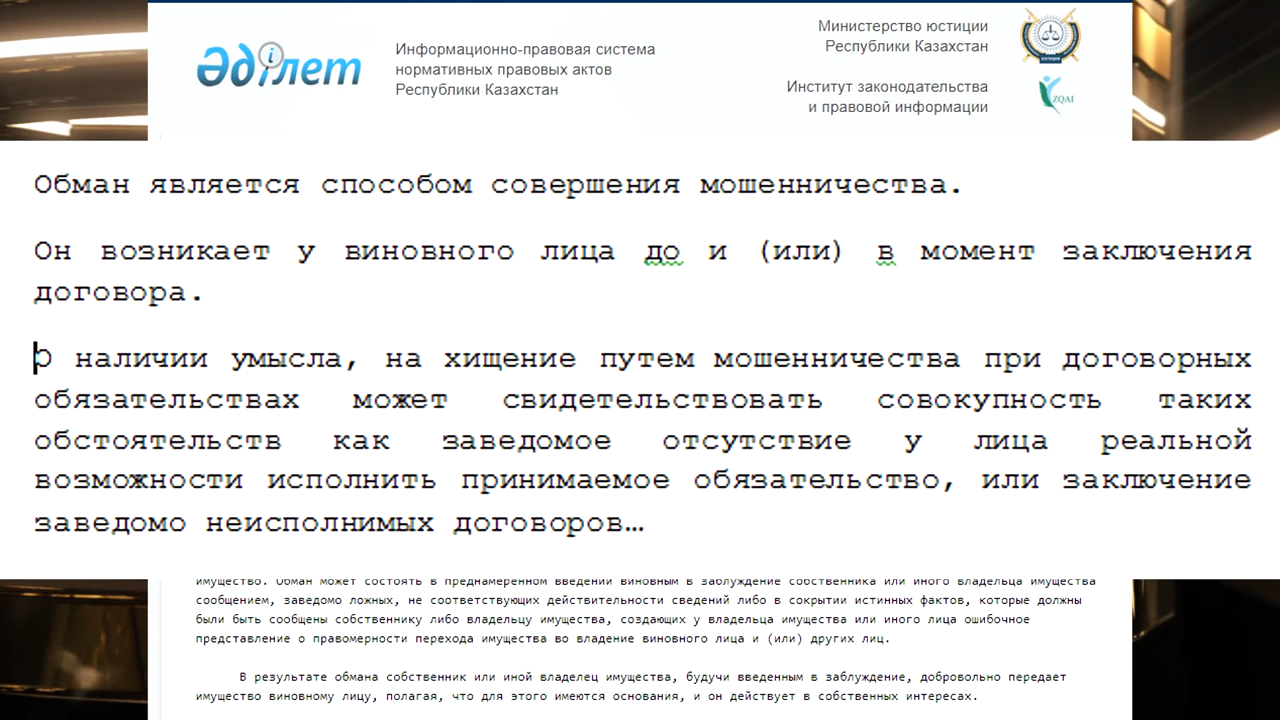 Әділет
Информационно-правовая система
нормативных правовых актов
Республики Казахстан
Министерство юстиции
Республики Казахстан
Институт законодательства
и правовой информации
ZQAI
Обман является способом совершения мошенничества.
Он возникает у виновного лица до и (или) в момент заключения
договора.
О наличии умысла, на хищение путем мошенничества при договорных
обязательствах может свидетельствовать совокупность таких
обстоятельств как заведомое отсутствие у лица реальной
возможности исполнить принимаемое обязательство, или заключение
заведомо неисполнимых договоров…
имущество. Обман может состоять в преднамеренном введении виновным в заблуждение собственника или иного владельца имущества
сообщением, заведомо ложных, не соответствующих действительности сведений либо в сокрытии истинных фактов, которые должны
были быть сообщены собственнику либо владельцу имущества, создающих у владельца имущества или иного лица ошибочное
представление о правомерности перехода имущества во владение виновного лица и (или) других лиц.
В результате обмана собственник или иной владелец имущества, будучи введенным в заблуждение, добровольно передает
имущество виновному лицу, полагая, что для этого имеются основания, и он действует в собственных интересах.